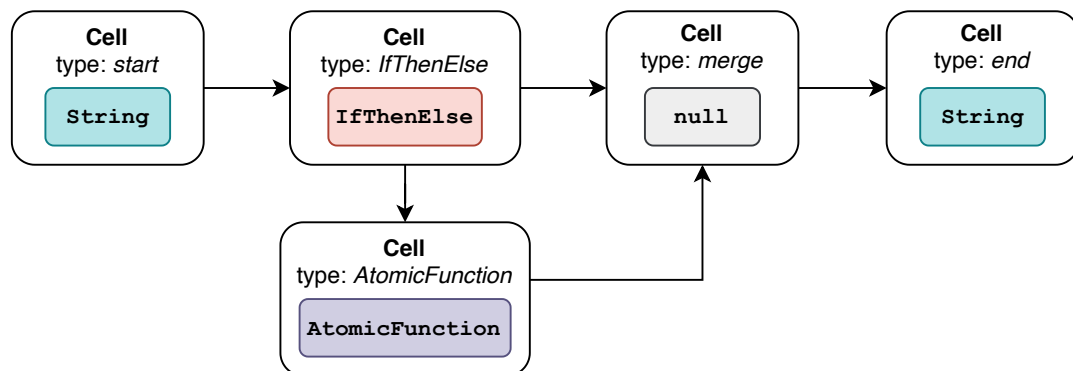 Cell
type: start
String
Cell
type: IfThenElse
IfThenElse
Cell
type: merge
null
Cell
type: end
String
Cell
type: AtomicFunction
AtomicFunction